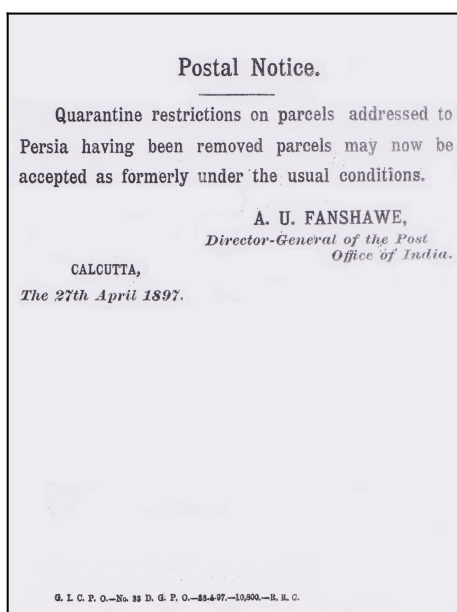 Postal Notice.
Quarantine restrictions on parcels addressed to
Persia having been removed parcels may now be
accepted as formerly under the usual conditions.
A. U. FANSHAWE,
Director-General of the Post
Office of India.
CALCUTTA,
The 27th April 1897.
G. I. C. P. O.—No. 33 D. G. P. O.—28-4-97.—10,800.—R. R. C.